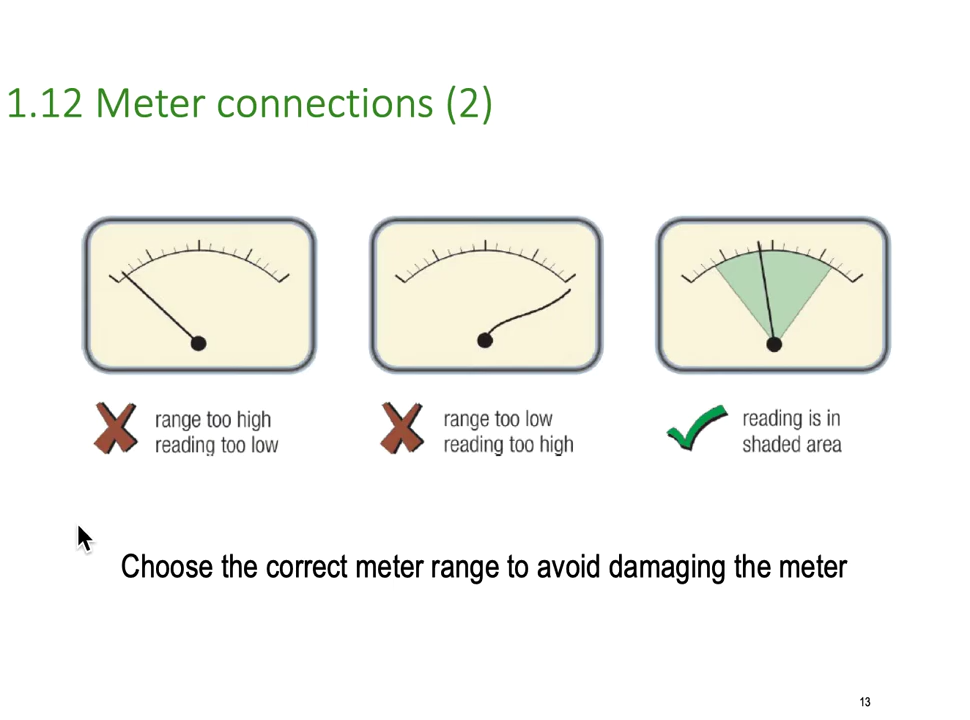 1.12 Meter connections (2)
range too high
reading too low
range too low
reading too high
reading is in
shaded area
Choose the correct meter range to avoid damaging the meter
13